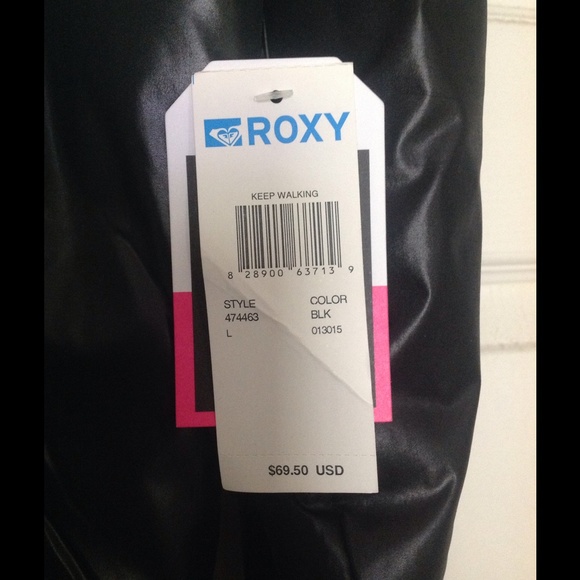 ROXY
KEEP WALKING
8 28900 63713 9
STYLE COLOR
474463 BLK
L 013015
$69.50 USD